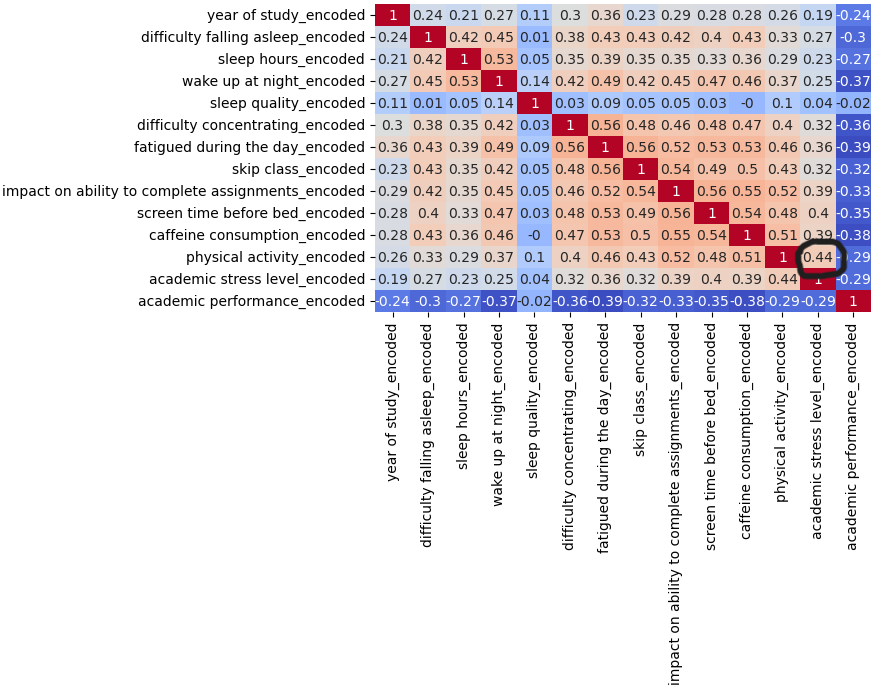 year of study_encoded 1 0.24 0.21 0.27 0.11 0.3 0.36 0.23 0.29 0.28 0.28 0.26 0.19 -0.24
difficulty falling asleep_encoded 0.24 1 0.42 0.45 0.01 0.38 0.43 0.43 0.42 0.4 0.43 0.33 0.27 -0.3
sleep hours_encoded 0.21 0.42 1 0.53 0.05 0.35 0.39 0.35 0.35 0.33 0.36 0.29 0.23 -0.27
wake up at night_encoded 0.27 0.45 0.53 1 0.14 0.42 0.49 0.42 0.45 0.47 0.46 0.37 0.25 -0.37
sleep quality_encoded 0.11 0.01 0.05 0.14 1 0.03 0.09 0.05 0.05 0.03 -0 0.1 0.04 -0.02
difficulty concentrating_encoded 0.3 0.38 0.35 0.42 0.03 1 0.56 0.48 0.46 0.48 0.47 0.4 0.32 -0.36
fatigued during the day_encoded 0.36 0.43 0.39 0.49 0.09 0.56 1 0.56 0.52 0.53 0.53 0.46 0.36 -0.39
skip class_encoded 0.23 0.43 0.35 0.42 0.05 0.48 0.56 1 0.54 0.49 0.5 0.43 0.32 -0.32
impact on ability to complete assignments_encoded 0.29 0.42 0.35 0.45 0.05 0.46 0.52 0.54 1 0.56 0.55 0.52 0.39 -0.33
screen time before bed_encoded 0.28 0.4 0.33 0.47 0.03 0.48 0.53 0.49 0.56 1 0.54 0.48 0.4 -0.35
caffeine consumption_encoded 0.28 0.43 0.36 0.46 -0 0.47 0.53 0.5 0.55 0.54 1 0.51 0.39 -0.38
physical activity_encoded 0.26 0.33 0.29 0.37 0.1 0.4 0.46 0.43 0.52 0.48 0.51 1 0.44 -0.29
academic stress level_encoded 0.19 0.27 0.23 0.25 0.04 0.32 0.36 0.32 0.39 0.4 0.39 0.44 1 -0.29
academic performance_encoded -0.24 -0.3 -0.27 -0.37 -0.02 -0.36 -0.39 -0.32 -0.33 -0.35 -0.38 -0.29 -0.29 1
year of study_encoded
difficulty falling asleep_encoded
sleep hours_encoded
wake up at night_encoded
sleep quality_encoded
difficulty concentrating_encoded
fatigued during the day_encoded
skip class_encoded
impact on ability to complete assignments_encoded
screen time before bed_encoded
caffeine consumption_encoded
physical activity_encoded
academic stress level_encoded
academic performance_encoded